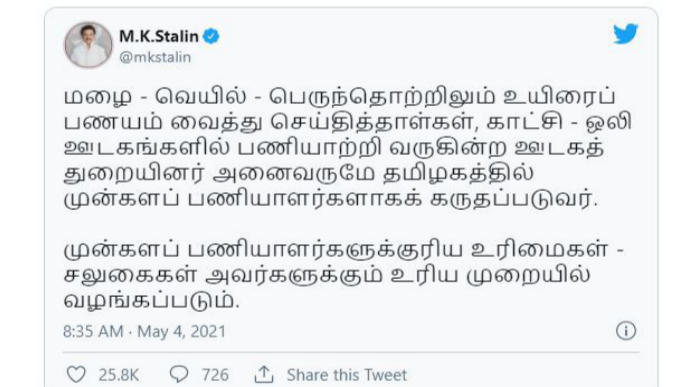 M.K.Stalin
@mkstalin
மழை - வெயில் - பெருந்தொற்றிலும் உயிரைப்
பணயம் வைத்து செய்தித்தாள்கள், காட்சி - ஒலி
ஊடகங்களில் பணியாற்றி வருகின்ற ஊடகத்
துறையினர் அனைவருமே தமிழகத்தில்
முன்களப் பணியாளர்களாகக் கருதப்படுவர்.
முன்களப் பணியாளர்களுக்குரிய உரிமைகள் -
சலுகைகள் அவர்களுக்கும் உரிய முறையில்
வழங்கப்படும்.
8:35 AM · May 4, 2021
25.8K 726 Share this Tweet